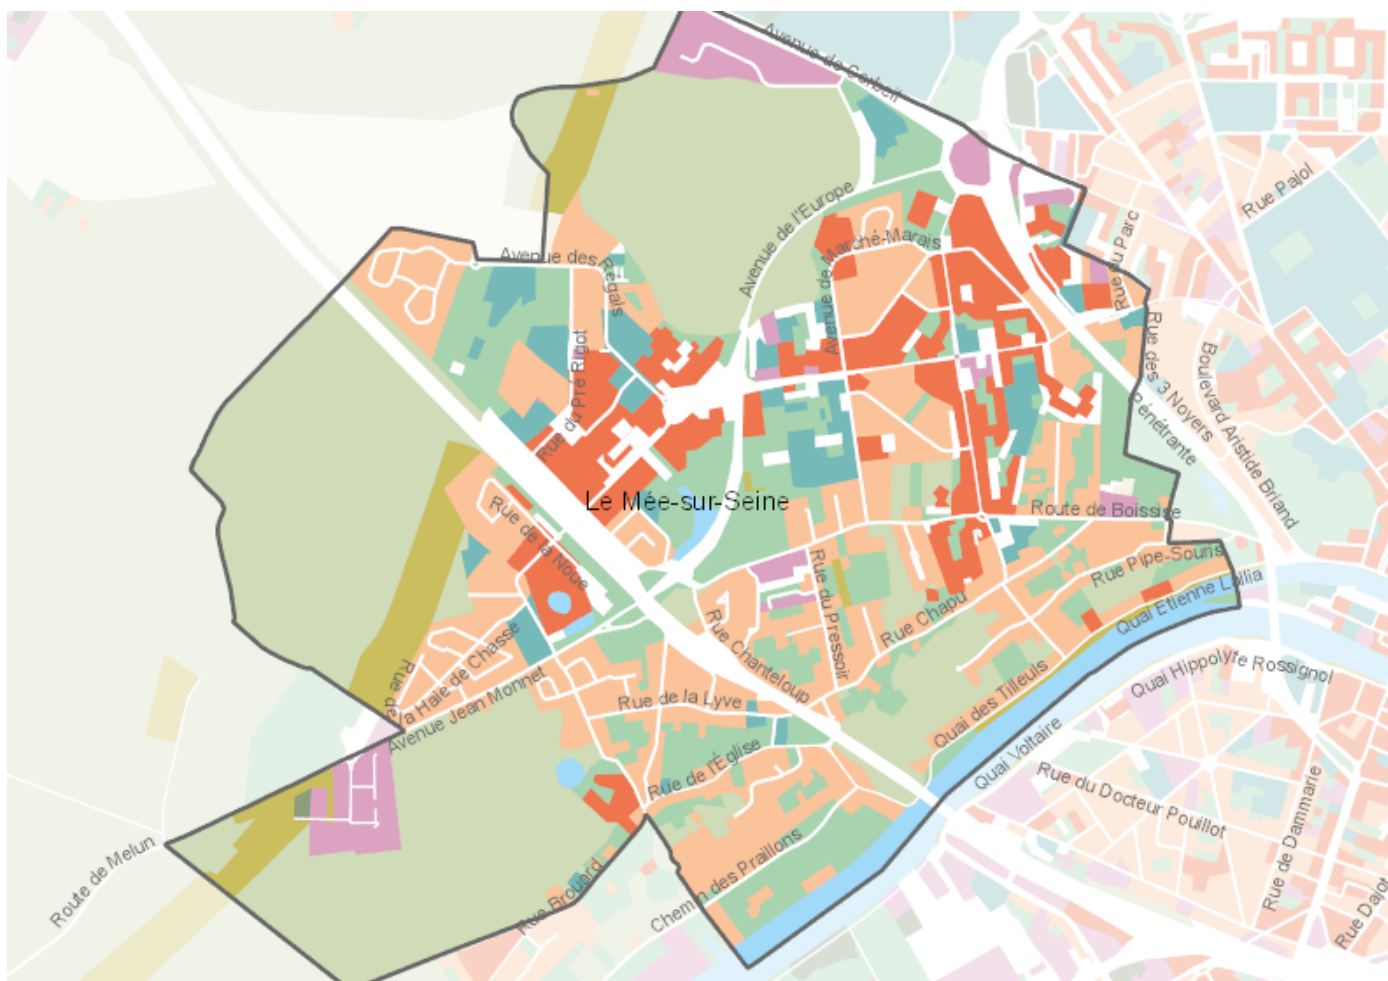 Avenue de Corbeil
Rue Pajol
Avenue de l'Europe
Avenue de Marché-Marais
Rue du Parc
Avenue des Régals
Rue du Pré Rigot
Rue des 3 Noyers
Boulevard Aristide Briand
Pénétrante
Le Mée-sur-Seine
Route de Boissise
Rue de la Noue
Rue Pipe-Souris
Quai Etienne Lallia
Rue du Pressoir
Rue Chapu
Rue Chanteloup
Quai Hippolyte Rossignol
Rue de
la Haie de Chasse
Avenue Jean Monnet
Rue de la Lyve
Quai des Tilleuls
Quai Voltaire
Rue de l'Église
Rue du Docteur Pouillot
Rue de Dammarie
Route de Melun
Rue Brouard
Chemin des Praillons
Rue Dajot